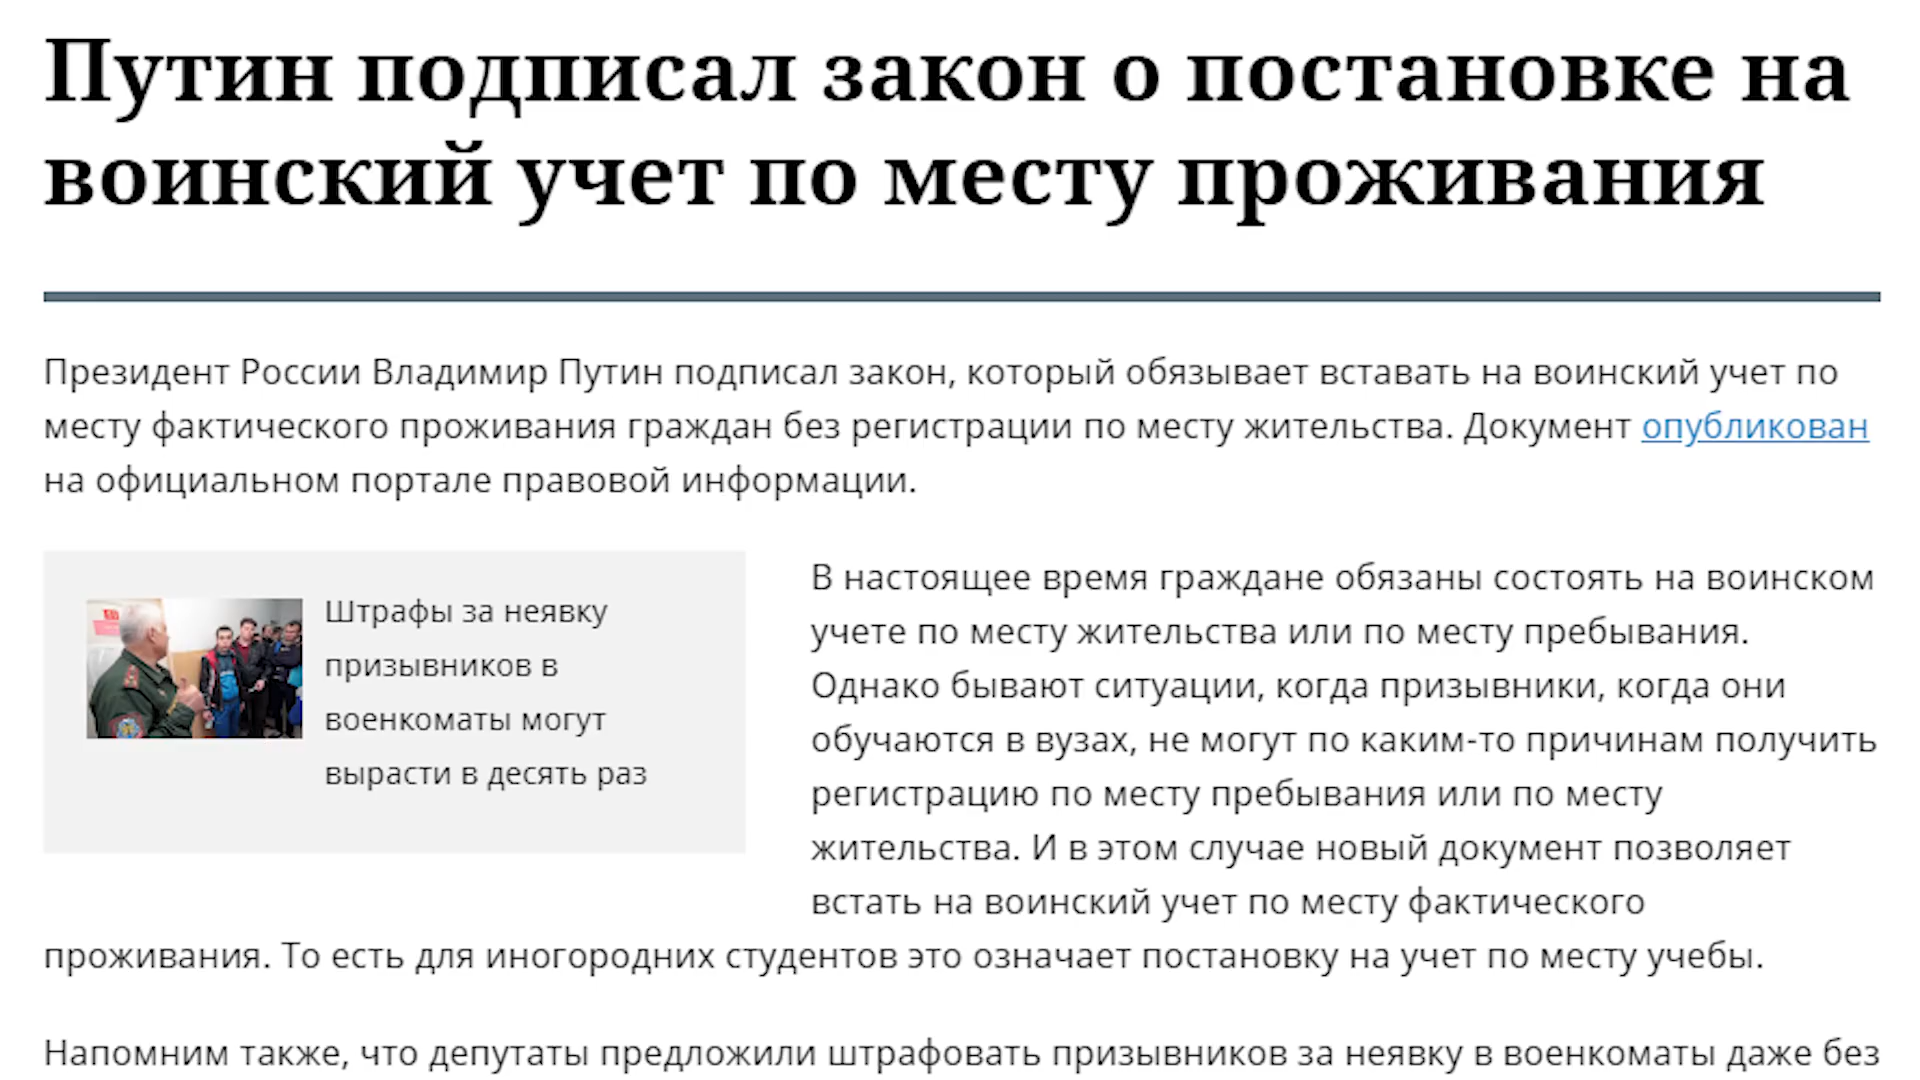 Путин подписал закон о постановке на
воинский учет по месту проживания
Президент России Владимир Путин подписал закон, который обязывает вставать на воинский учет по
месту фактического проживания граждан без регистрации по месту жительства. Документ опубликован
на официальном портале правовой информации.
Штрафы за неявку
призывников в
военкоматы могут
вырасти в десять раз
В настоящее время граждане обязаны состоять на воинском
учете по месту жительства или по месту пребывания.
Однако бывают ситуации, когда призывники, когда они
обучаются в вузах, не могут по каким-то причинам получить
регистрацию по месту пребывания или по месту
жительства. И в этом случае новый документ позволяет
встать на воинский учет по месту фактического
проживания. То есть для иногородних студентов это означает постановку на учет по месту учебы.
Напомним также, что депутаты предложили штрафовать призывников за неявку в военкоматы даже без